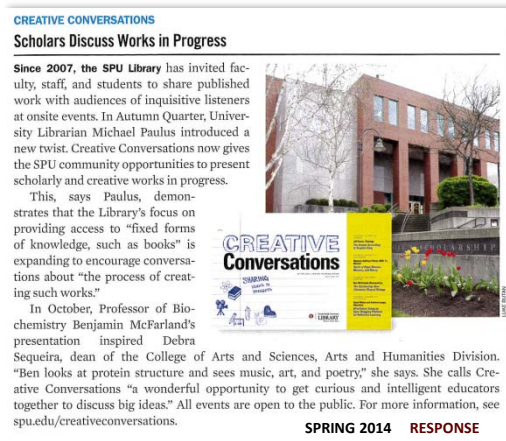 CREATIVE CONVERSATIONS
Scholars Discuss Works in Progress
Since 2007, the SPU Library has invited fac-
ulty, staff, and students to share published
work with audiences of inquisitive listeners
at onsite events. In Autumn Quarter, Univer-
sity Librarian Michael Paulus introduced a
new twist. Creative Conversations now gives
the SPU community opportunities to present
scholarly and creative works in progress.
This, says Paulus, demon-
strates that the Library's focus on
providing access to “fixed forms
of knowledge, such as books” is
expanding to encourage conversa-
tions about “the process of creat-
ing such works.”
In October, Professor of Bio-
chemistry Benjamin McFarland's
presentation inspired Debra
Sequeira, dean of the College of Arts and Sciences, Arts and Humanities Division.
“Ben looks at protein structure and sees music, art, and poetry,” she says. She calls Cre-
ative Conversations “a wonderful opportunity to get curious and intelligent educators
together to discuss big ideas.” All events are open to the public. For more information, see
spu.edu/creativeconversations.
CREATIVE
Conversations
SHARING
LIBRARY
SCHOLARSHIP
SPRING 2014 RESPONSE